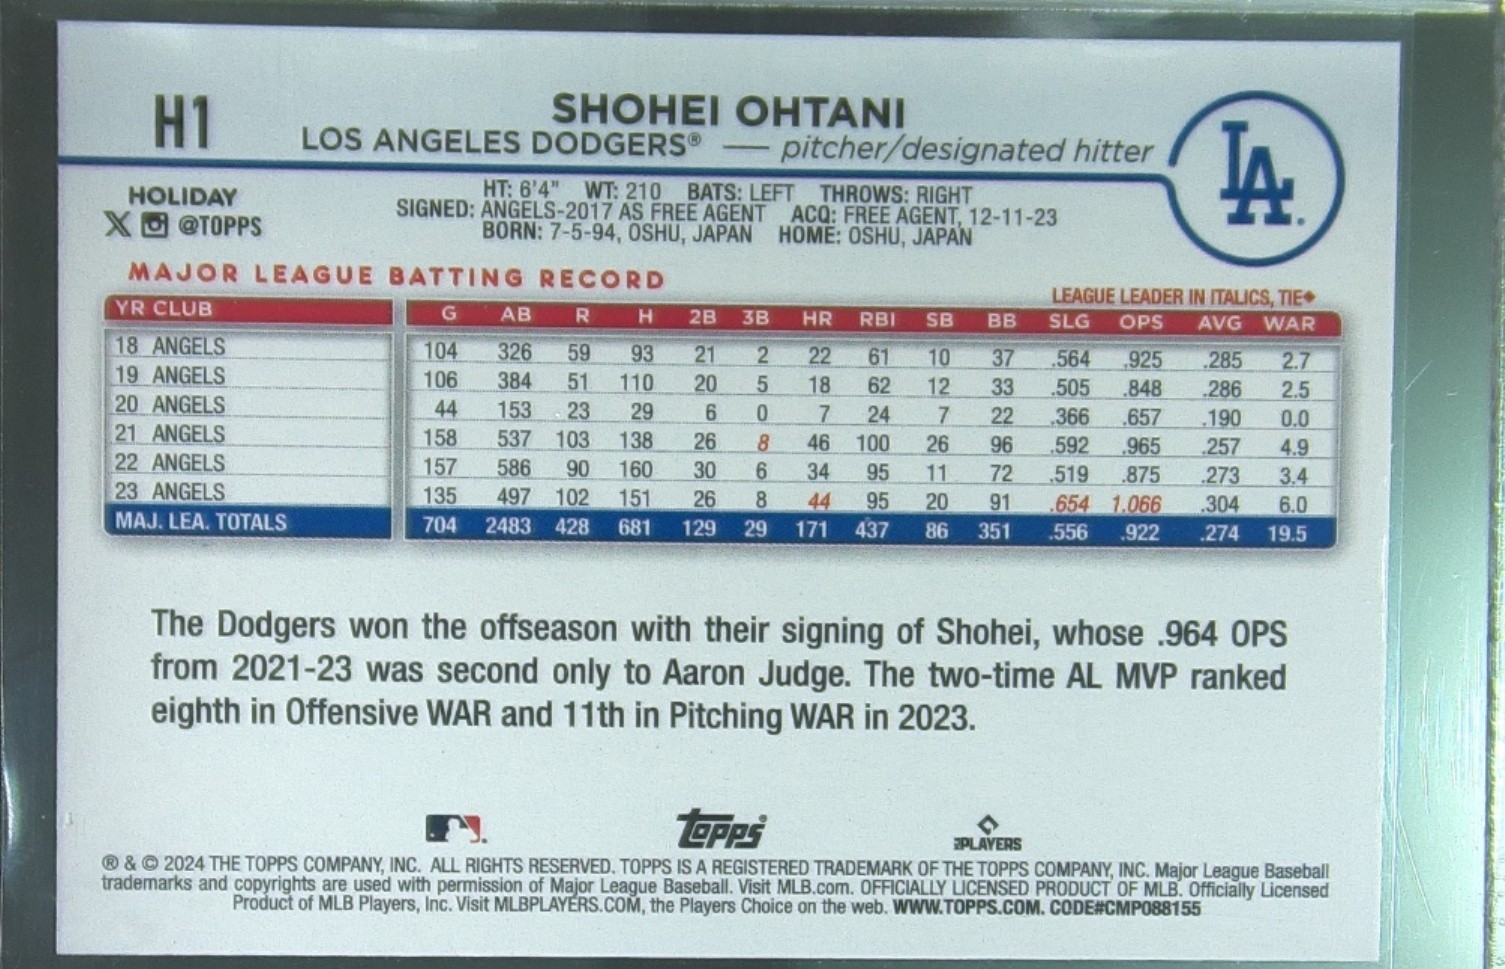 H1
SHOHEI OHTANI
LOS ANGELES DODGERS® — pitcher/designated hitter
LA
HOLIDAY
X @TOPPS
HT: 6'4" WT: 210 BATS: LEFT THROWS: RIGHT
SIGNED: ANGELS-2017 AS FREE AGENT ACQ: FREE AGENT, 12-11-23
BORN: 7-5-94, OSHU, JAPAN HOME: OSHU, JAPAN
MAJOR LEAGUE BATTING RECORD
LEAGUE LEADER IN ITALICS, TIE◆
YR CLUB G AB R H 2B 3B HR RBI SB BB SLG OPS AVG WAR
18 ANGELS 104 326 59 93 21 2 22 61 10 37 .564 .925 .285 2.7
19 ANGELS 106 384 51 110 20 5 18 62 12 33 .505 .848 .286 2.5
20 ANGELS 44 153 23 29 6 0 7 24 7 22 .366 .657 .190 0.0
21 ANGELS 158 537 103 138 26 8 46 100 26 96 .592 .965 .257 4.9
22 ANGELS 157 586 90 160 30 6 34 95 11 72 .519 .875 .273 3.4
23 ANGELS 135 497 102 151 26 8 44 95 20 91 .654 1.066 .304 6.0
MAJ. LEA. TOTALS 704 2483 428 681 129 29 171 437 86 351 .556 .922 .274 19.5
The Dodgers won the offseason with their signing of Shohei, whose .964 OPS
from 2021-23 was second only to Aaron Judge. The two-time AL MVP ranked
eighth in Offensive WAR and 11th in Pitching WAR in 2023.
Topps
PLAYERS
® & © 2024 THE TOPPS COMPANY, INC. ALL RIGHTS RESERVED. TOPPS IS A REGISTERED TRADEMARK OF THE TOPPS COMPANY, INC. Major League Baseball
trademarks and copyrights are used with permission of Major League Baseball. Visit MLB.com. OFFICIALLY LICENSED PRODUCT OF MLB. Officially Licensed
Product of MLB Players, Inc. Visit MLBPLAYERS.COM, the Players Choice on the web. WWW.TOPPS.COM. CODE#CMP088155